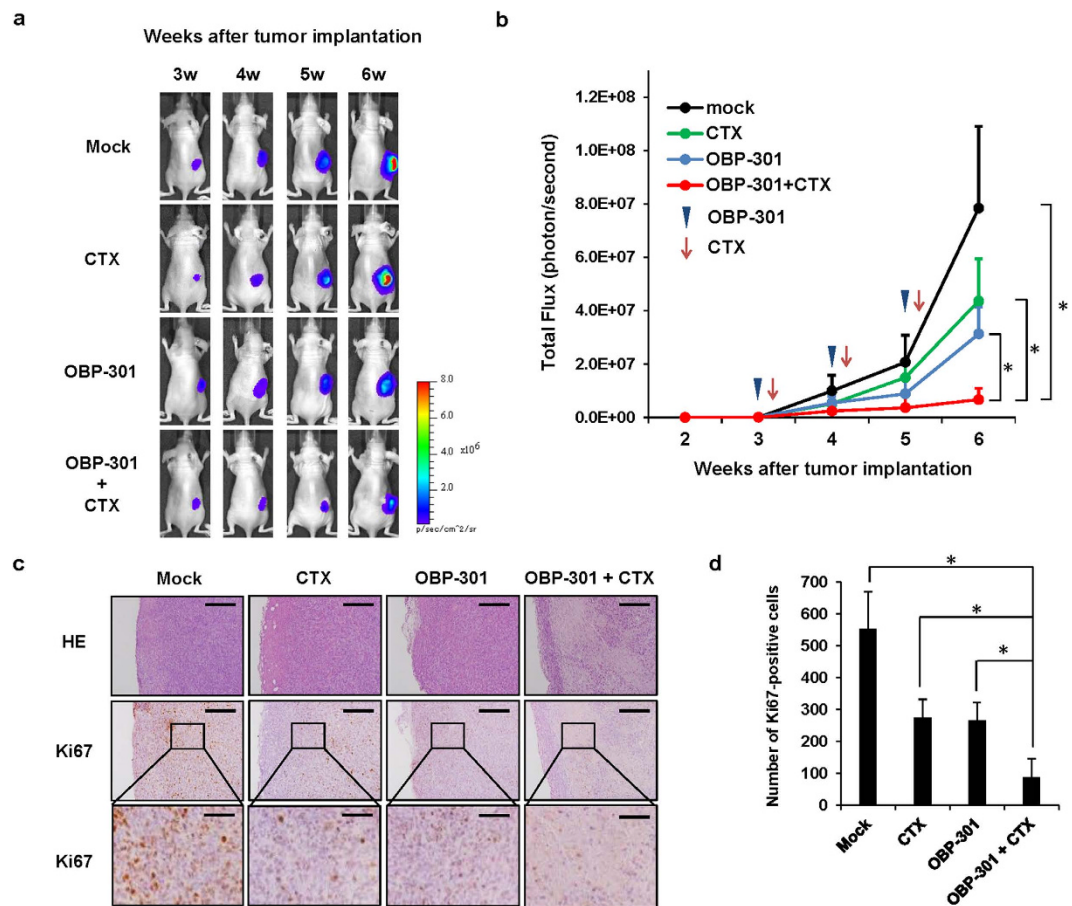 a
Weeks after tumor implantation
3w 4w 5w 6w
Mock
CTX
OBP-301
OBP-301
+
CTX
8.0
6.0
x10^6
4.0
2.0
p/sec/cm^2/sr
b
Total Flux (photon/second)
1.2E+08
1.0E+08
8.0E+07
6.0E+07
4.0E+07
2.0E+07
0.0E+00
mock
CTX
OBP-301
OBP-301+CTX
OBP-301
CTX
*
*
*
2 3 4 5 6
Weeks after tumor implantation
c
Mock CTX OBP-301 OBP-301 + CTX
HE
Ki67
Ki67
d
Number of Ki67-positive cells
700
600
500
400
300
200
100
0
*
*
*
Mock
CTX
OBP-301
OBP-301 + CTX